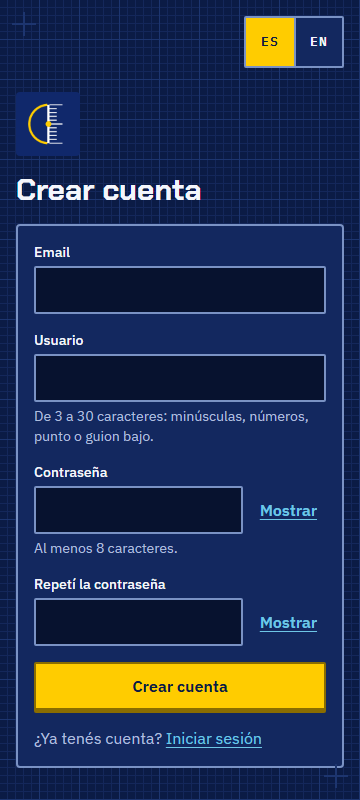 ES EN
Crear cuenta
Email
Usuario
De 3 a 30 caracteres: minúsculas, números,
punto o guion bajo.
Contraseña
Mostrar
Al menos 8 caracteres.
Repetí la contraseña
Mostrar
Crear cuenta
¿Ya tenés cuenta? Iniciar sesión